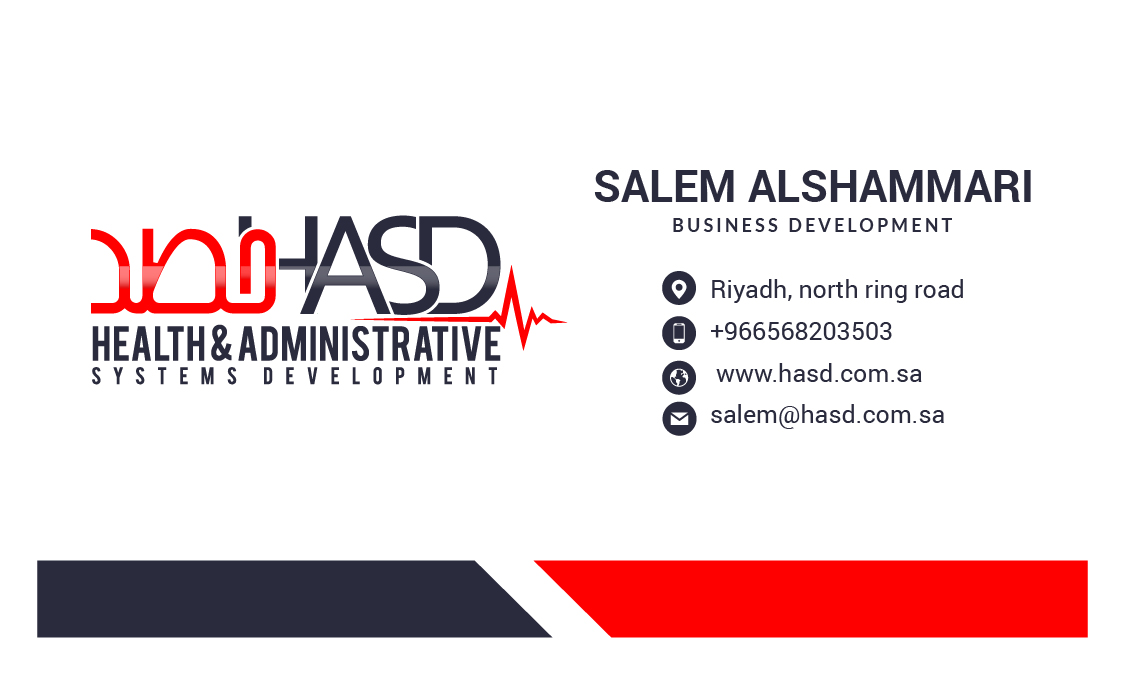 حصد HASD
HEALTH & ADMINISTRATIVE
SYSTEMS DEVELOPMENT
SALEM ALSHAMMARI
BUSINESS DEVELOPMENT
Riyadh, north ring road
+966568203503
www.hasd.com.sa
salem@hasd.com.sa